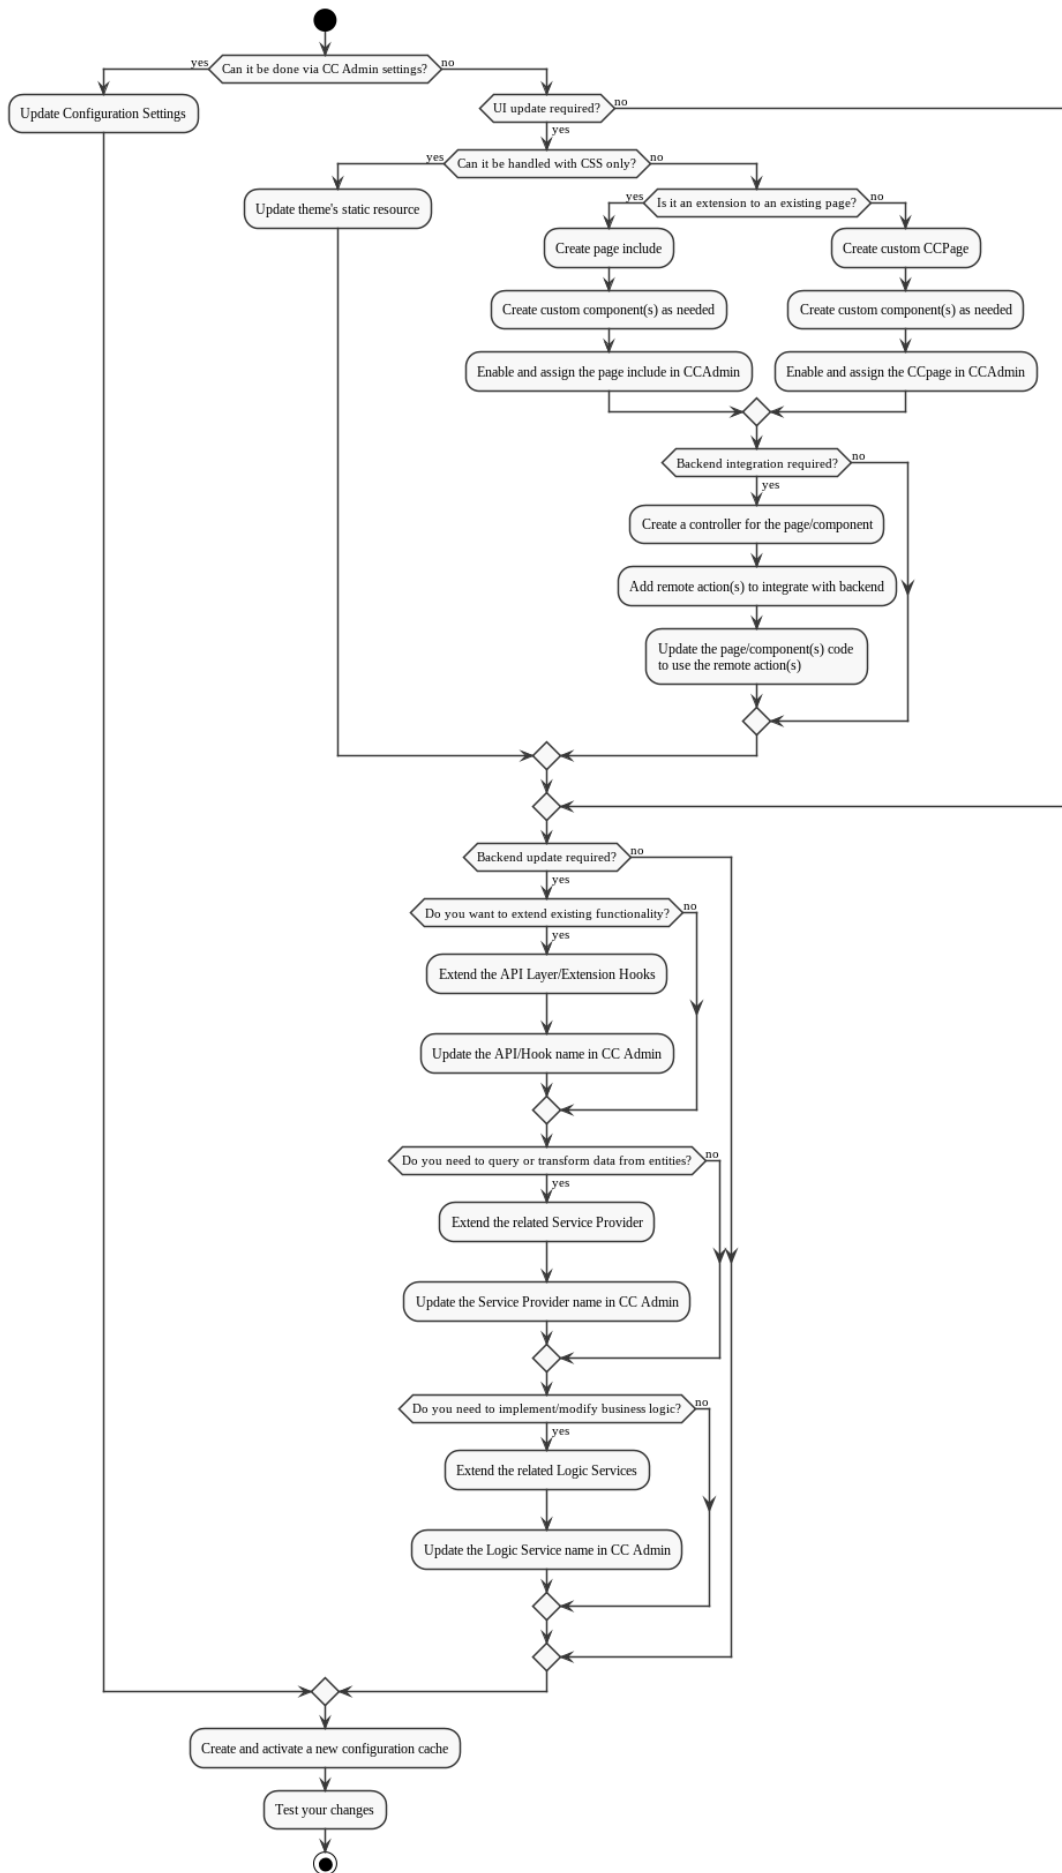 yes
Can it be done via CC Admin settings?
no
Update Configuration Settings
UI update required?
no
yes
yes
Can it be handled with CSS only?
no
Update theme's static resource
yes
Is it an extension to an existing page?
no
Create page include
Create custom CCPage
Create custom component(s) as needed
Create custom component(s) as needed
Enable and assign the page include in CCAdmin
Enable and assign the CCpage in CCAdmin
Backend integration required?
no
yes
Create a controller for the page/component
Add remote action(s) to integrate with backend
Update the page/component(s) code
to use the remote action(s)
Backend update required?
no
yes
Do you want to extend existing functionality?
no
yes
Extend the API Layer/Extension Hooks
Update the API/Hook name in CC Admin
Do you need to query or transform data from entities?
no
yes
Extend the related Service Provider
Update the Service Provider name in CC Admin
Do you need to implement/modify business logic?
no
yes
Extend the related Logic Services
Update the Logic Service name in CC Admin
Create and activate a new configuration cache
Test your changes